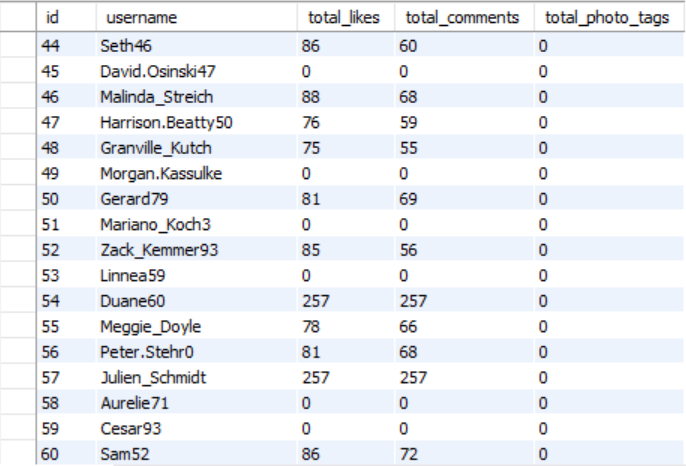 id username total_likes total_comments total_photo_tags
44 Seth46 86 60 0
45 David.Osinski47 0 0 0
46 Malinda_Streich 88 68 0
47 Harrison.Beatty50 76 59 0
48 Granville_Kutch 75 55 0
49 Morgan.Kassulke 0 0 0
50 Gerard79 81 69 0
51 Mariano_Koch3 0 0 0
52 Zack_Kemmer93 85 56 0
53 Linnea59 0 0 0
54 Duane60 257 257 0
55 Meggie_Doyle 78 66 0
56 Peter.Stehr0 81 68 0
57 Julien_Schmidt 257 257 0
58 Aurelie71 0 0 0
59 Cesar93 0 0 0
60 Sam52 86 72 0